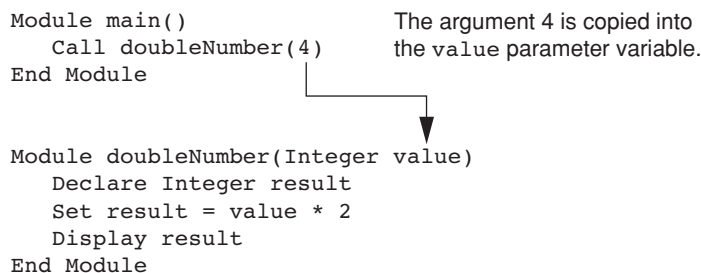 Module main()
Call doubleNumber(4)
End Module
The argument 4 is copied into
the value parameter variable.
Module doubleNumber(Integer value)
Declare Integer result
Set result = value * 2
Display result
End Module